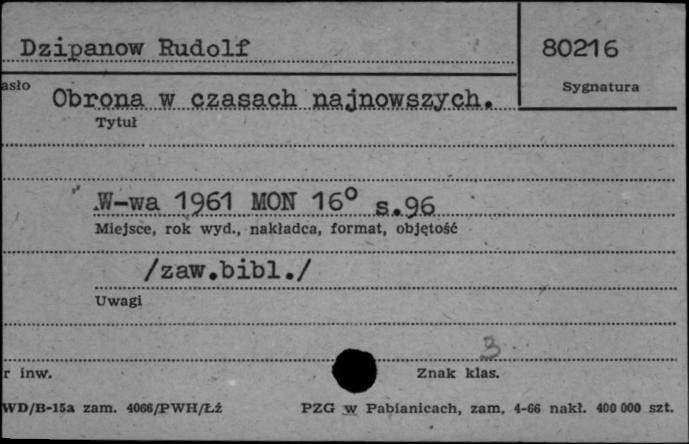 Dzipanow Rudolf
80216
asło
Sygnatura
Obrona w czasach najnowszych.
Tytuł
W-wa 1961 MON 16° s.96
Miejsce, rok wyd., nakładca, format, objętość
/zaw.bibl./
Uwagi
3
r inw.
Znak klas.
WD/B-15a zam. 4066/PWH/Łż
PZG w Pabianicach, zam. 4-66 nakł. 400 000 szt.